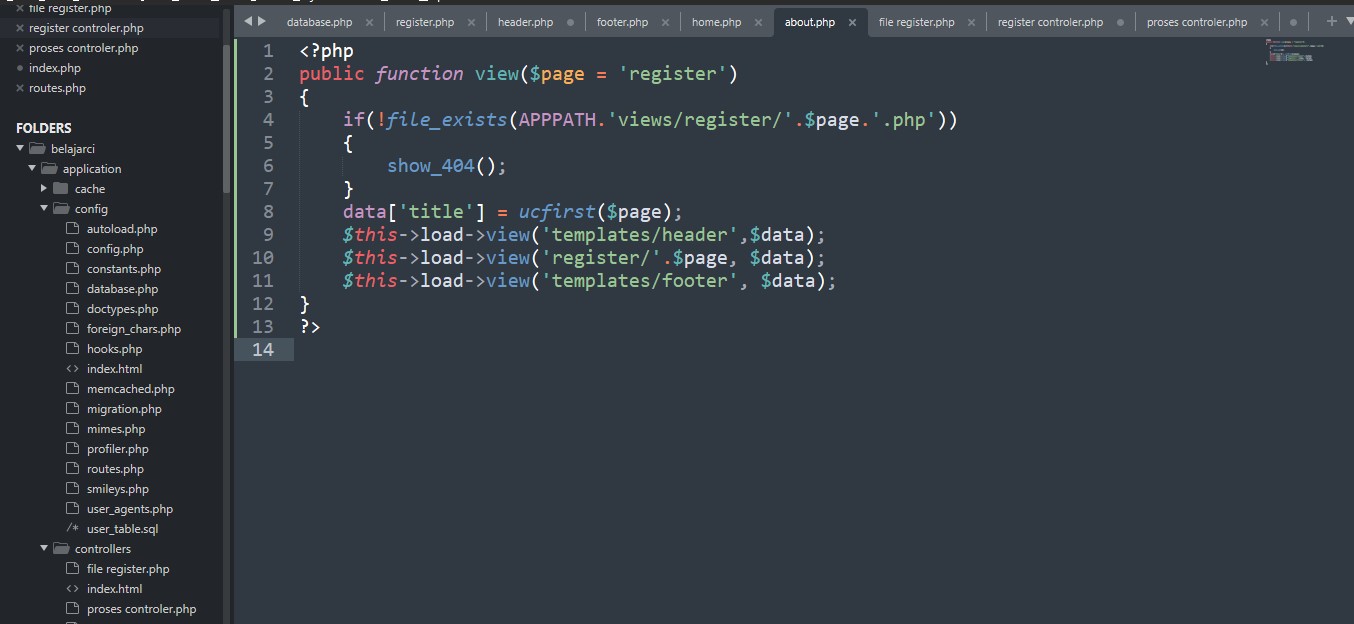 file register.php
register controler.php
proses controler.php
index.php
routes.php
FOLDERS
belajarci
application
cache
config
autoload.php
config.php
constants.php
database.php
doctypes.php
foreign_chars.php
hooks.php
index.html
memcached.php
migration.php
mimes.php
profiler.php
routes.php
smileys.php
user_agents.php
/* user_table.sql
controllers
file register.php
index.html
proses controler.php
database.php register.php header.php footer.php home.php about.php file register.php register controler.php proses controler.php
1 <?php
2 public function view($page = 'register')
3 {
4 if(!file_exists(APPPATH.'views/register/'.$page.'.php'))
5 {
6 show_404();
7 }
8 data['title'] = ucfirst($page);
9 $this->load->view('templates/header',$data);
10 $this->load->view('register/'.$page, $data);
11 $this->load->view('templates/footer', $data);
12 }
13 ?>
14